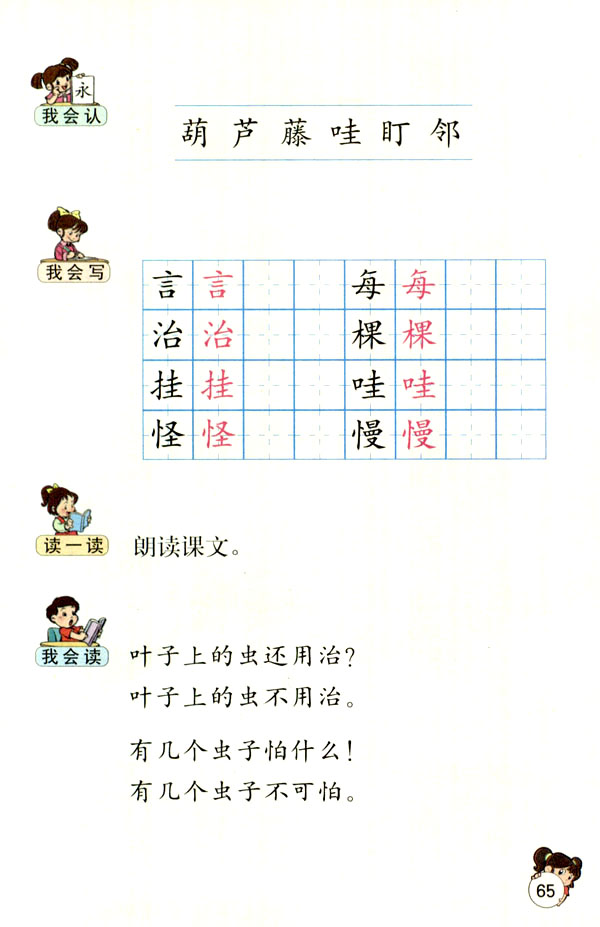 永
我会认
葫 芦 藤 哇 盯 邻
我会写
言 言 每 每
治 治 棵 棵
挂 挂 哇 哇
怪 怪 慢 慢
读一读
朗读课文。
我会读
叶子上的虫还用治？
叶子上的虫不用治。
有几个虫子怕什么！
有几个虫子不可怕。
65